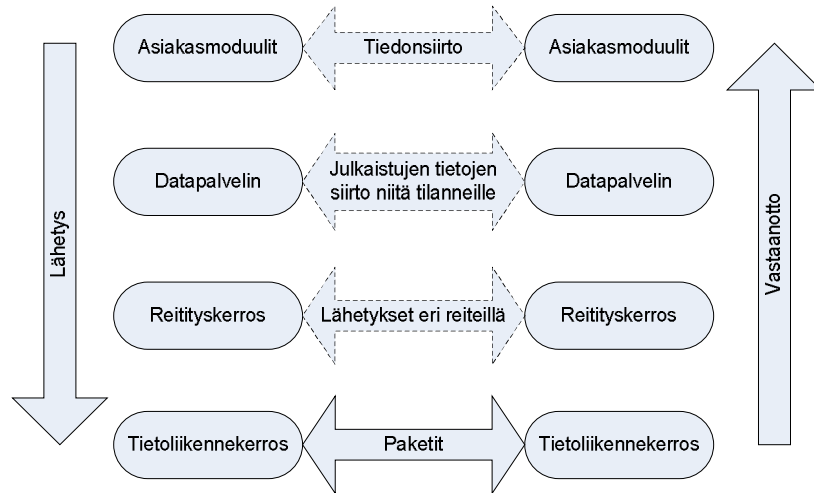 Asiakasmoduulit
Tiedonsiirto
Asiakasmoduulit
Lähetys
Datapalvelin
Julkaistujen tietojen
siirto niitä tilanneille
Datapalvelin
Vastaanotto
Reitityskerros
Lähetykset eri reiteillä
Reitityskerros
Tietoliikennekerros
Paketit
Tietoliikennekerros